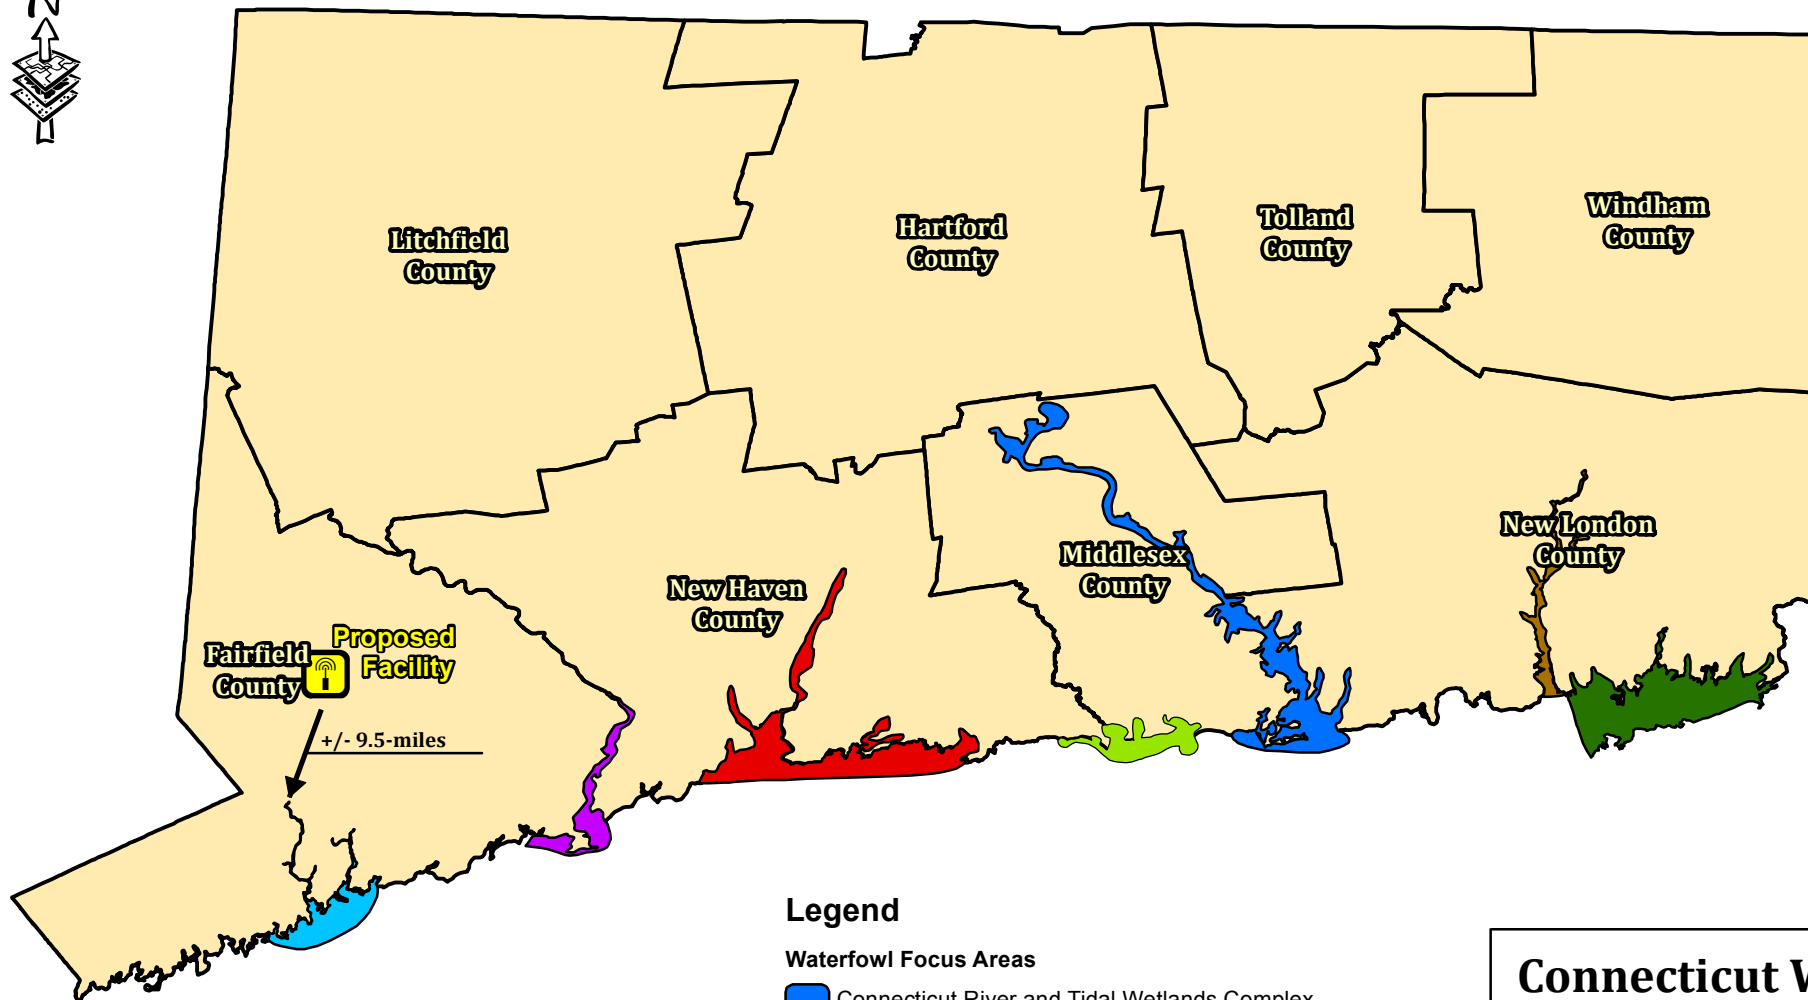 N
Litchfield
County
Hartford
County
Tolland
County
Windham
County
New London
County
Middlesex
County
New Haven
County
Fairfield
County
Proposed
Facility
+/- 9.5-miles
Legend
Waterfowl Focus Areas
Connecticut River and Tidal Wetlands Complex
Connecticut W